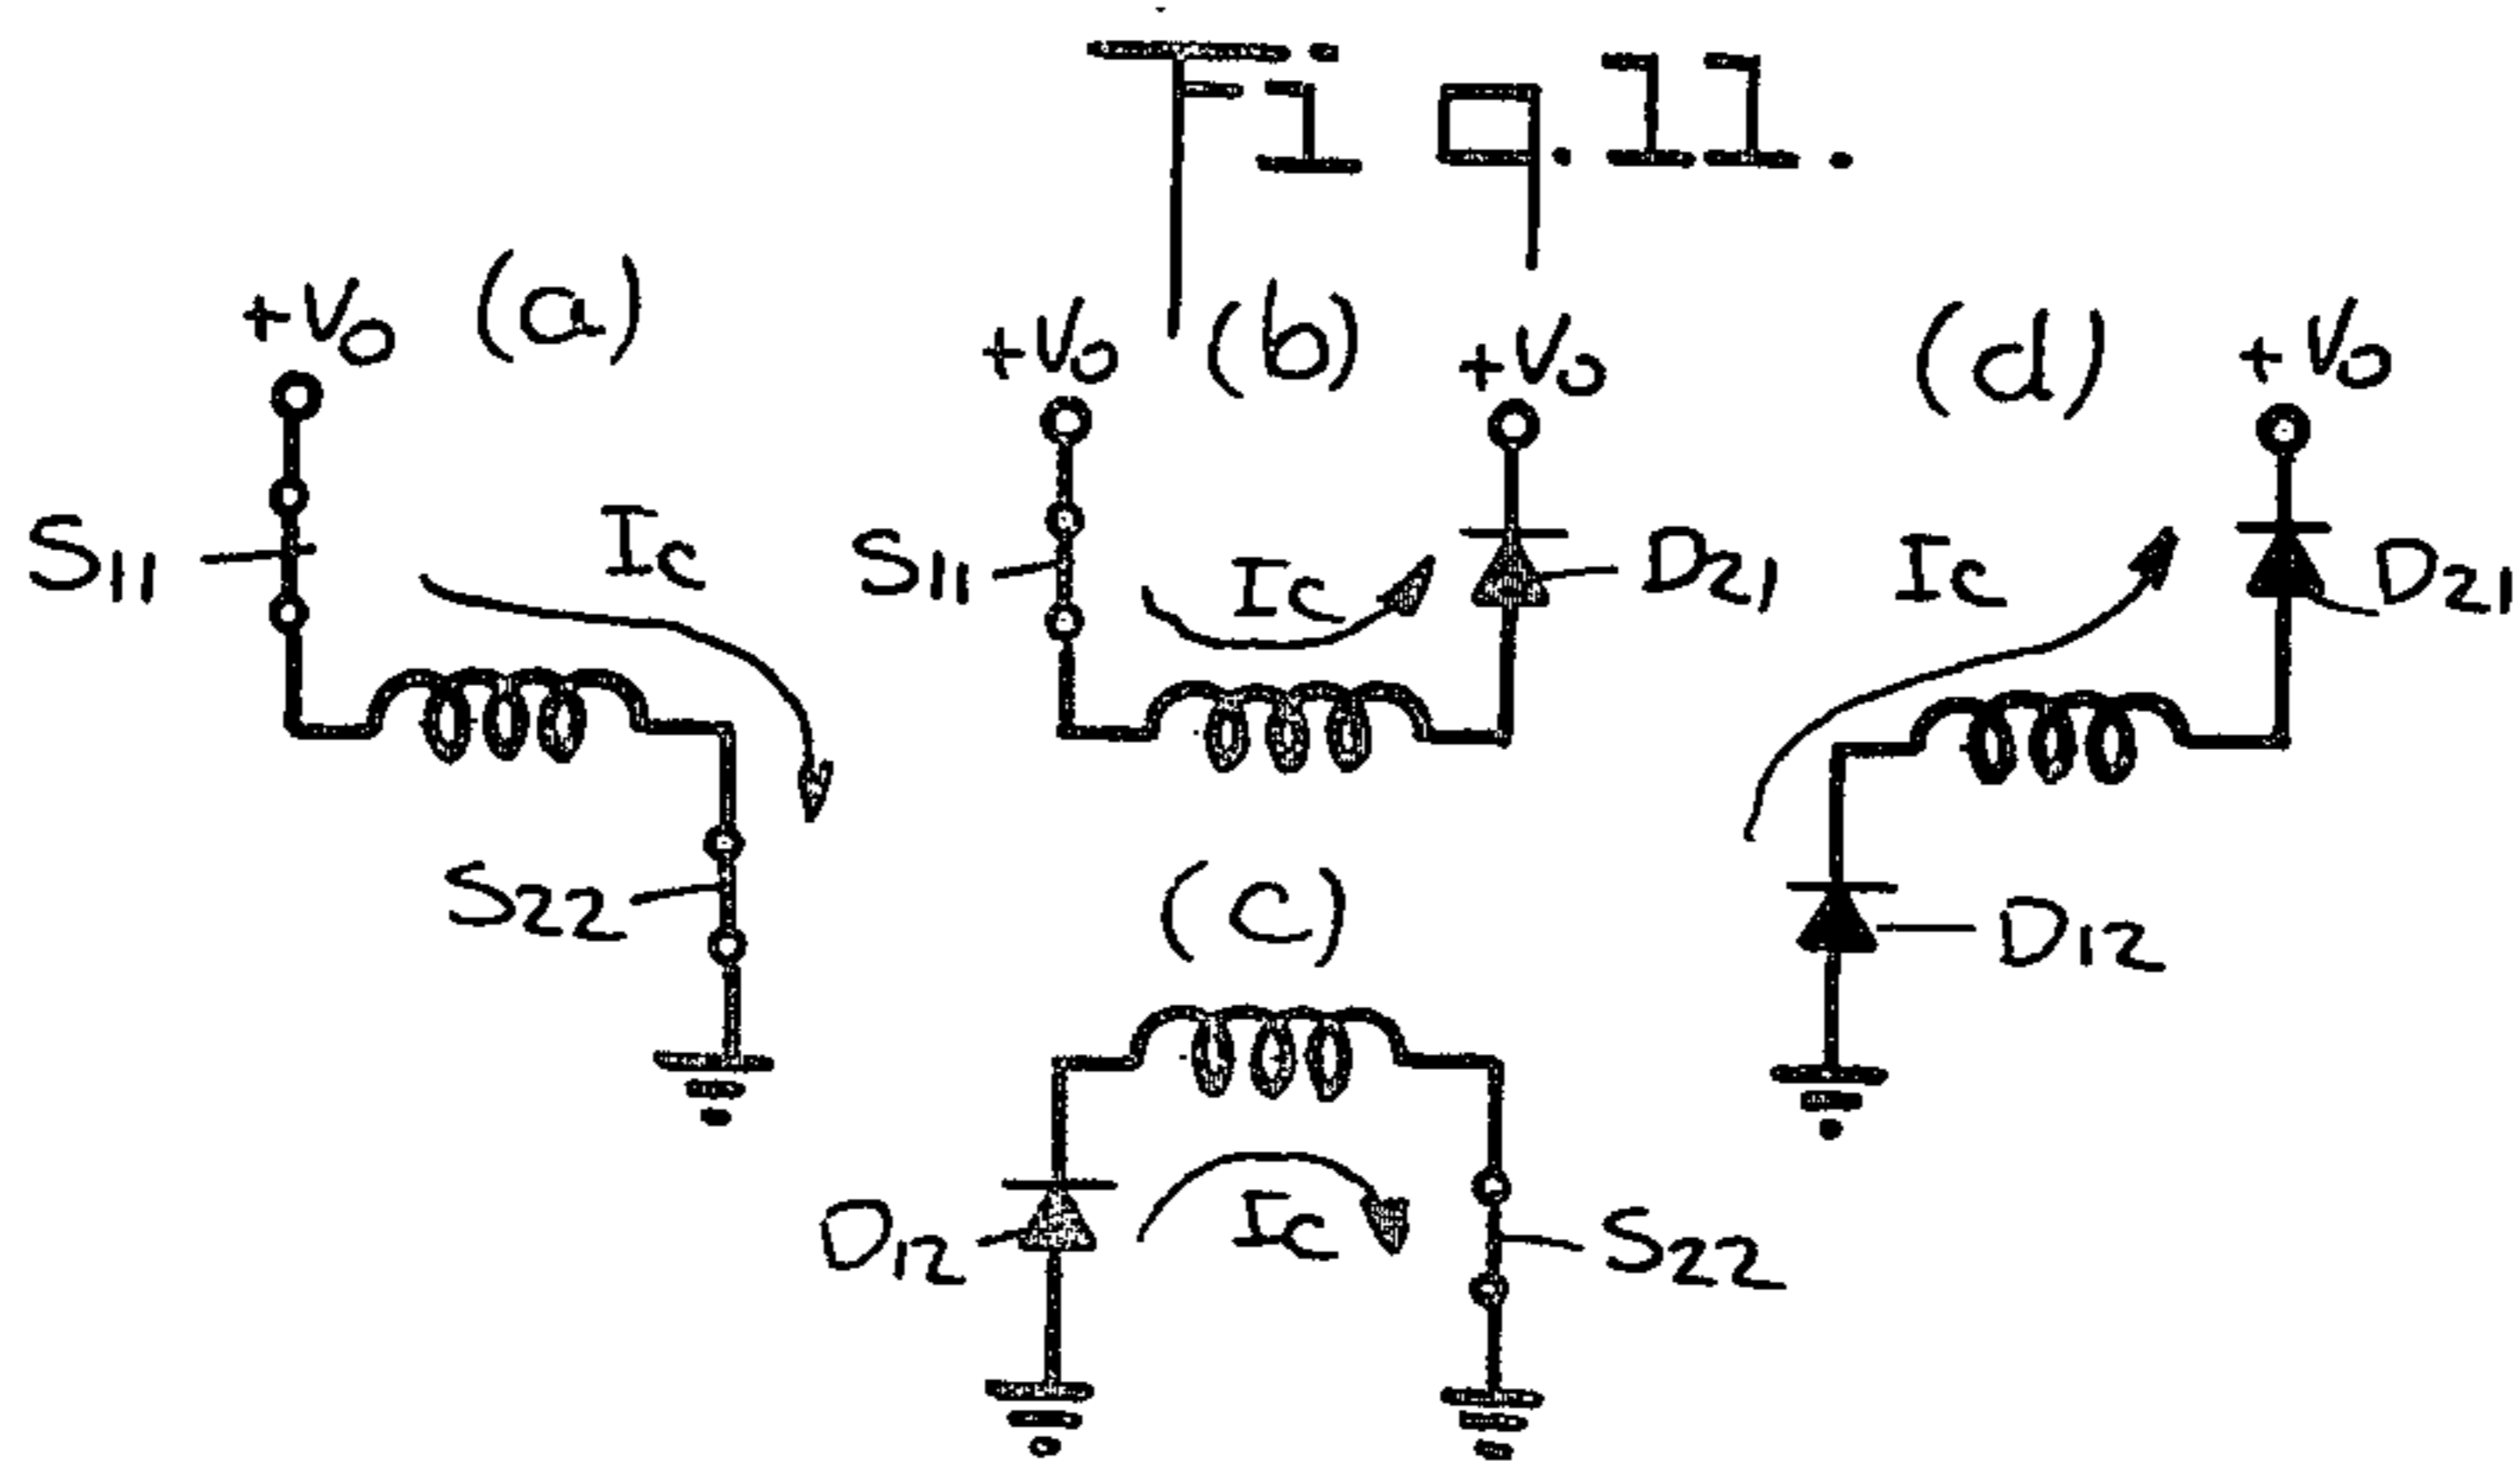 Fig. 11.
(a)
+V0
S11
Ic
S22
(b)
+V0
+V0
S11
Ic
D21
(c)
D12
Ic
S22
(d)
+V0
Ic
D21
D12